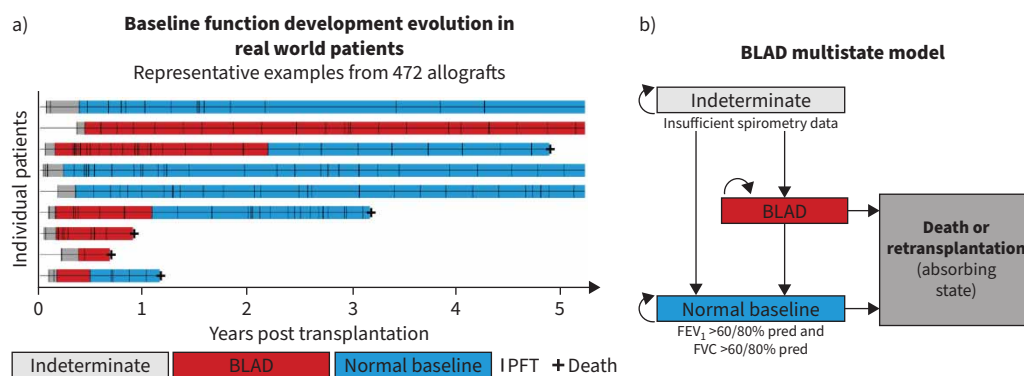 a)
Baseline function development evolution in
real world patients
Representative examples from 472 allografts
Individual patients
0 1 2 3 4 5
Years post transplantation
Indeterminate BLAD Normal baseline PFT Death
b)
BLAD multistate model
Indeterminate
Insufficient spirometry data
BLAD
Death or
retransplantation
(absorbing
state)
Normal baseline
FEV₁ >60/80% pred and
FVC >60/80% pred